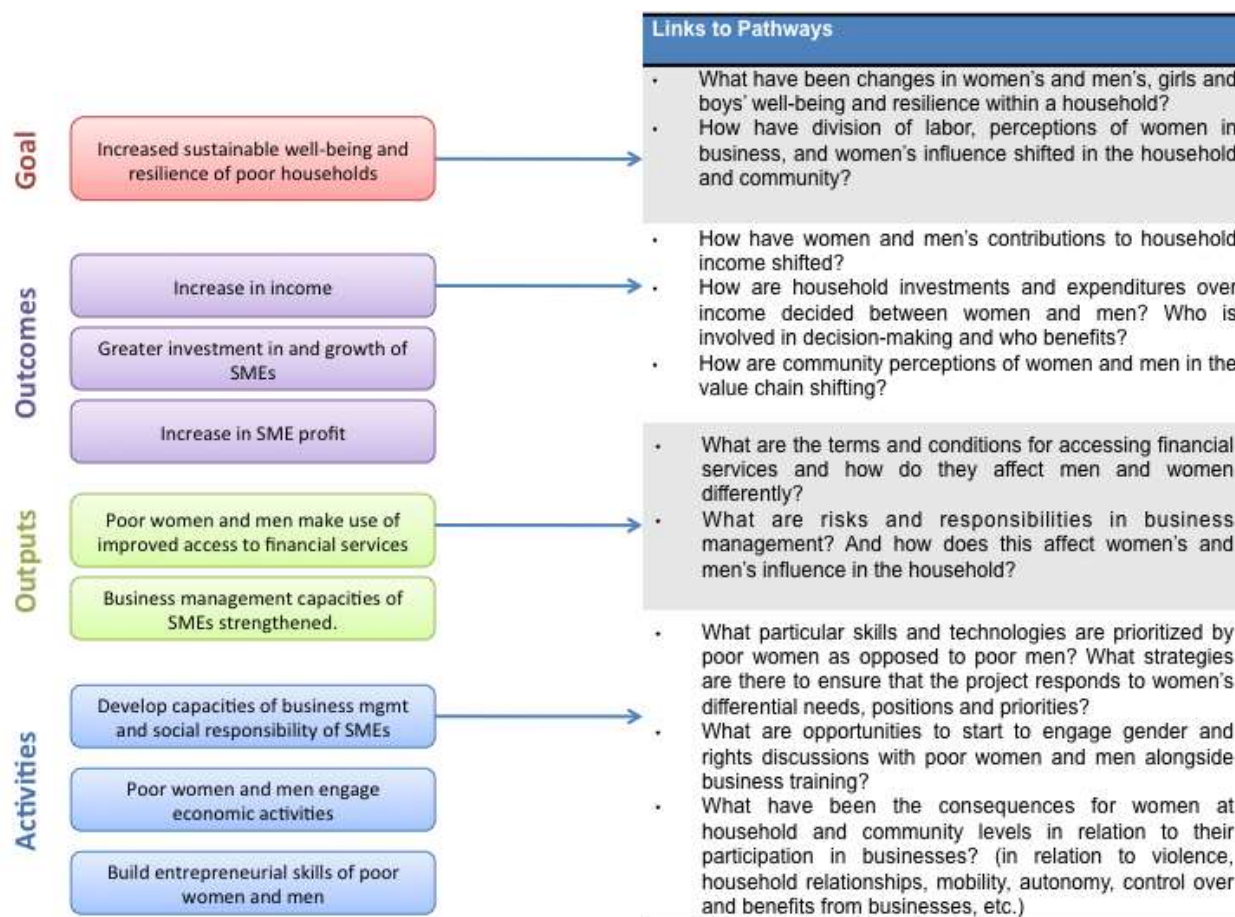 Links to Pathways
Goal
Increased sustainable well-being and
resilience of poor households
• What have been changes in women's and men's, girls and
boys' well-being and resilience within a household?
• How have division of labor, perceptions of women in
business, and women's influence shifted in the household
and community?
Outcomes
Increase in income
Greater investment in and growth of
SMEs
Increase in SME profit
• How have women and men's contributions to household
income shifted?
• How are household investments and expenditures over
income decided between women and men? Who is
involved in decision-making and who benefits?
• How are community perceptions of women and men in the
value chain shifting?
Outputs
Poor women and men make use of
improved access to financial services
Business management capacities of
SMEs strengthened.
• What are the terms and conditions for accessing financial
services and how do they affect men and women
differently?
• What are risks and responsibilities in business
management? And how does this affect women's and
men's influence in the household?
Activities
Develop capacities of business mgmt
and social responsibility of SMEs
Poor women and men engage
economic activities
Build entrepreneurial skills of poor
women and men
• What particular skills and technologies are prioritized by
poor women as opposed to poor men? What strategies
are there to ensure that the project responds to women's
differential needs, positions and priorities?
• What are opportunities to start to engage gender and
rights discussions with poor women and men alongside
business training?
• What have been the consequences for women at
household and community levels in relation to their
participation in businesses? (in relation to violence,
household relationships, mobility, autonomy, control over
and benefits from businesses, etc.)